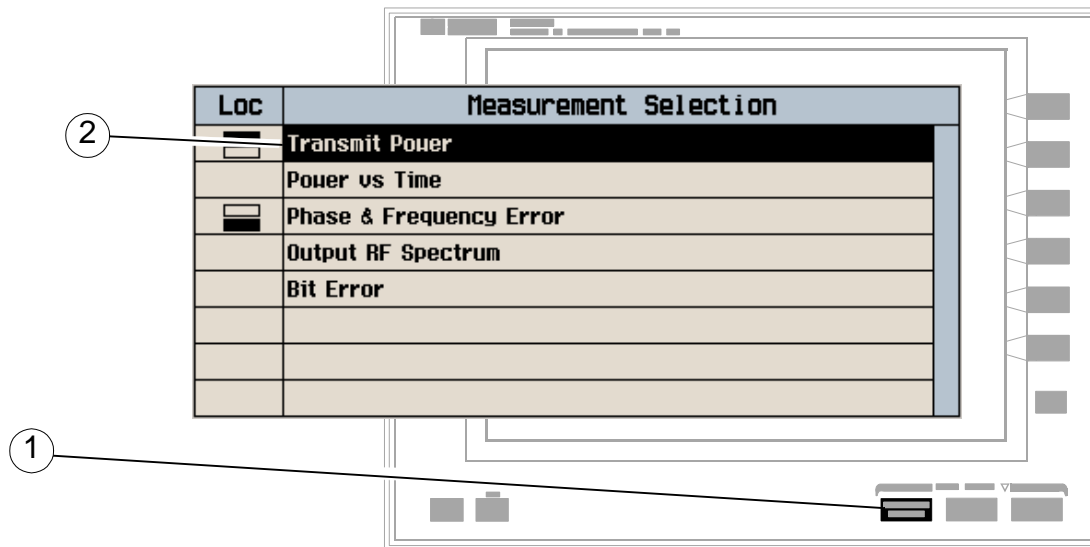 Loc Measurement Selection
2
Transmit Power
Power vs Time
Phase & Frequency Error
Output RF Spectrum
Bit Error
1